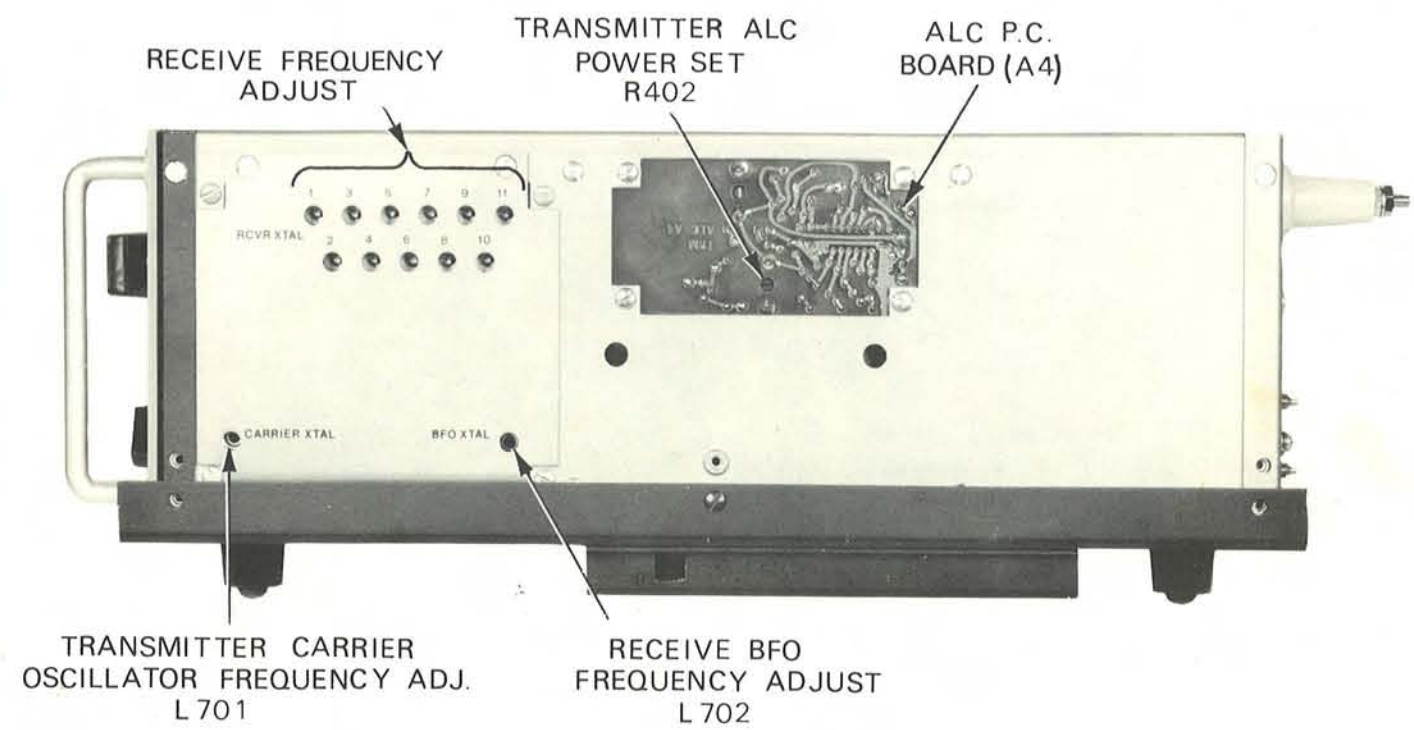 TRANSMITTER ALC
POWER SET
R402
ALC P.C.
BOARD (A4)
RECEIVE FREQUENCY
ADJUST
1 3 5 7 9 11
RCVR XTAL
2 4 6 8 10
ALC A4
CARRIER XTAL
BFO XTAL
TRANSMITTER CARRIER
OSCILLATOR FREQUENCY ADJ.
L701
RECEIVE BFO
FREQUENCY ADJUST
L702